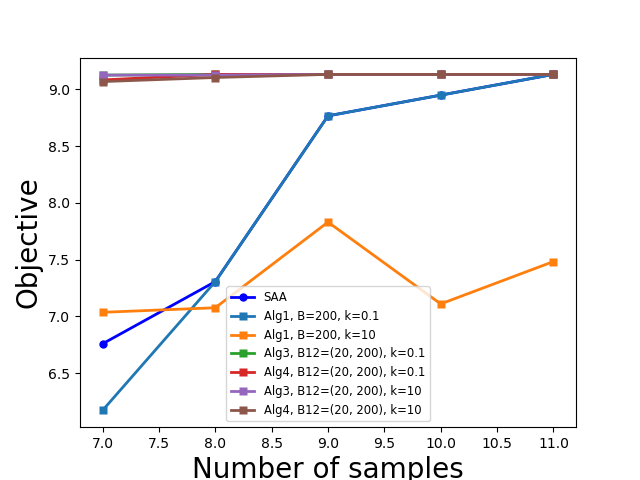 9.0
8.5
8.0
7.5
7.0
6.5
Objective
SAA
Alg1, B=200, k=0.1
Alg1, B=200, k=10
Alg3, B12=(20, 200), k=0.1
Alg4, B12=(20, 200), k=0.1
Alg3, B12=(20, 200), k=10
Alg4, B12=(20, 200), k=10
7.0 7.5 8.0 8.5 9.0 9.5 10.0 10.5 11.0
Number of samples